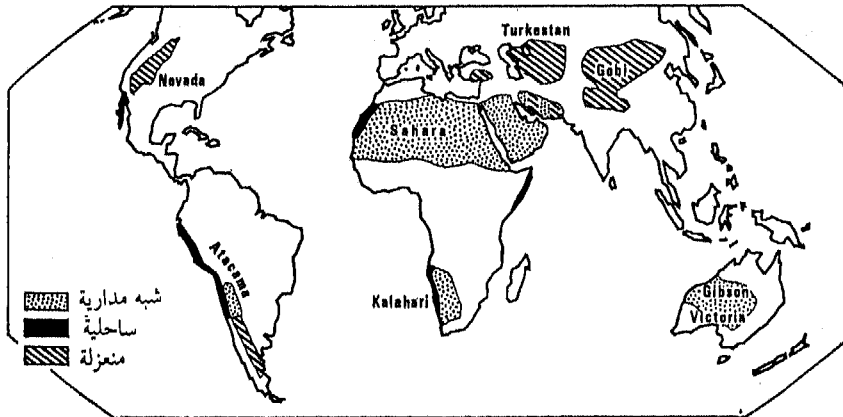 Turkestan
Nevada
Gobi
Sahara
Atacama
Kalahari
Gibson
Victoria
شبه مدارية
ساحلية
منعزلة